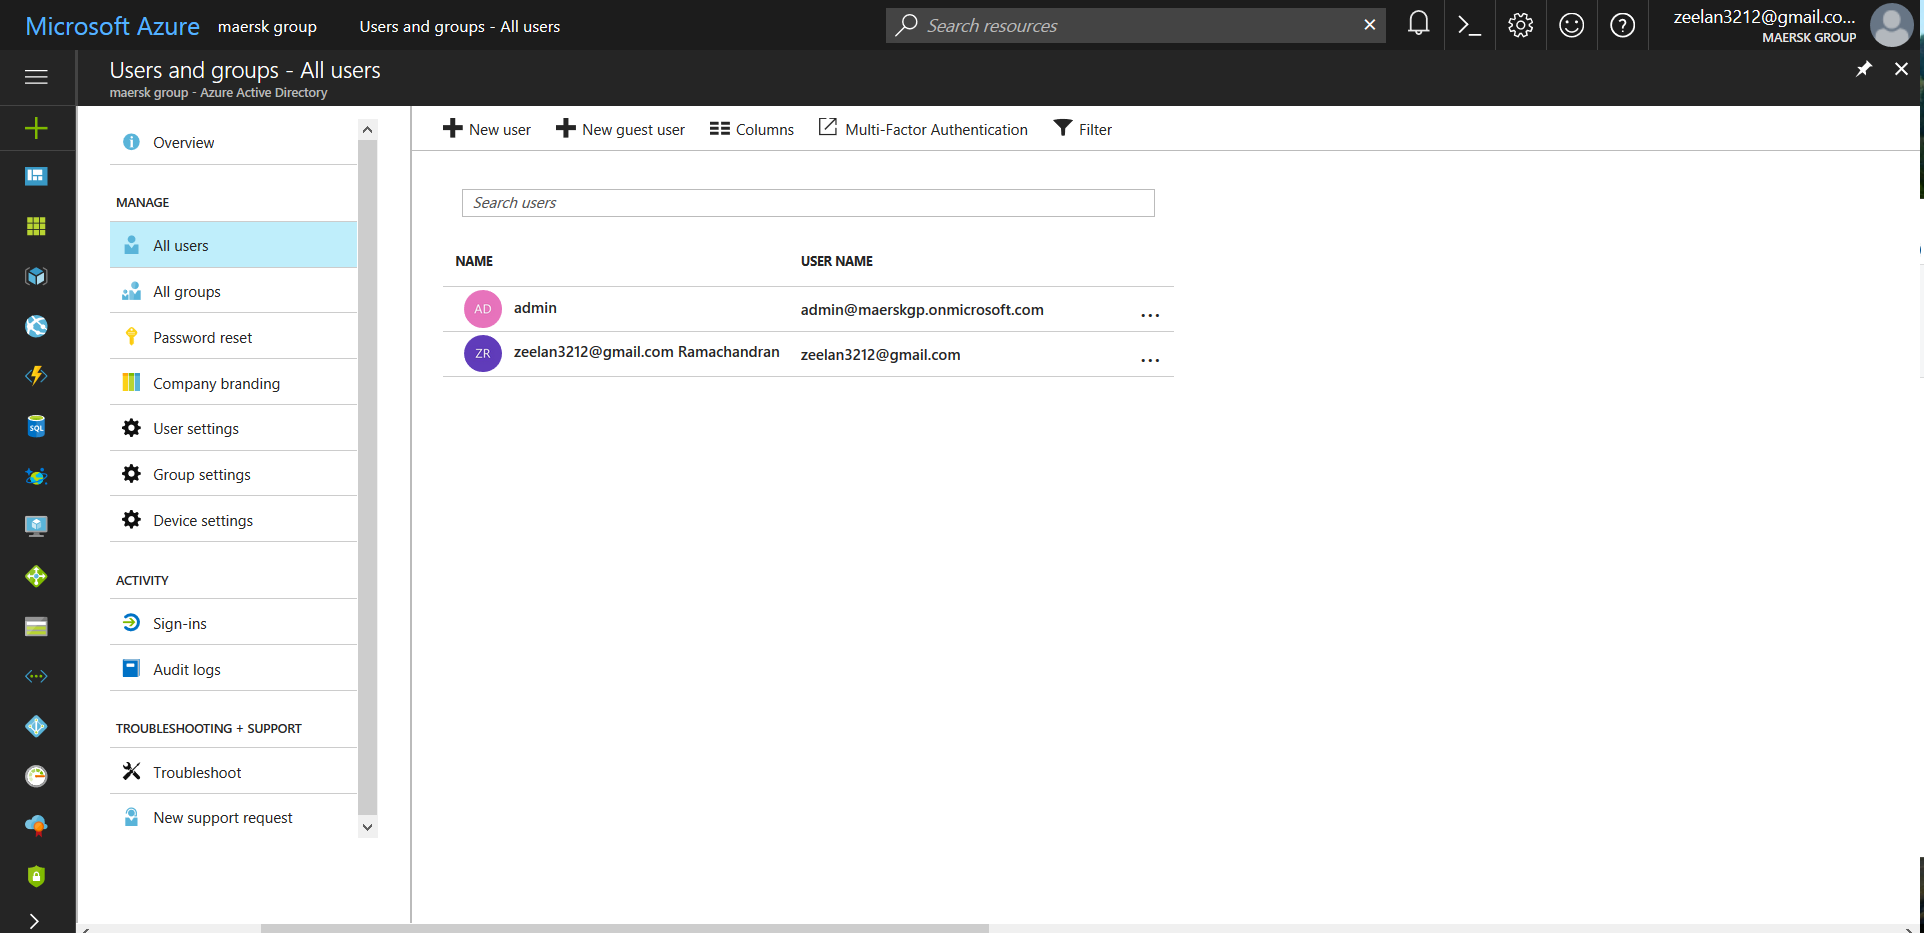 Microsoft Azure maersk group Users and groups - All users
Search resources
zeelan3212@gmail.co...
MAERSK GROUP
Users and groups - All users
maersk group - Azure Active Directory
Overview
MANAGE
All users
All groups
Password reset
Company branding
User settings
Group settings
Device settings
ACTIVITY
Sign-ins
Audit logs
TROUBLESHOOTING + SUPPORT
Troubleshoot
New support request
New user New guest user Columns Multi-Factor Authentication Filter
Search users
NAME USER NAME
AD admin admin@maerskgp.onmicrosoft.com ...
ZR zeelan3212@gmail.com Ramachandran zeelan3212@gmail.com ...
SQL